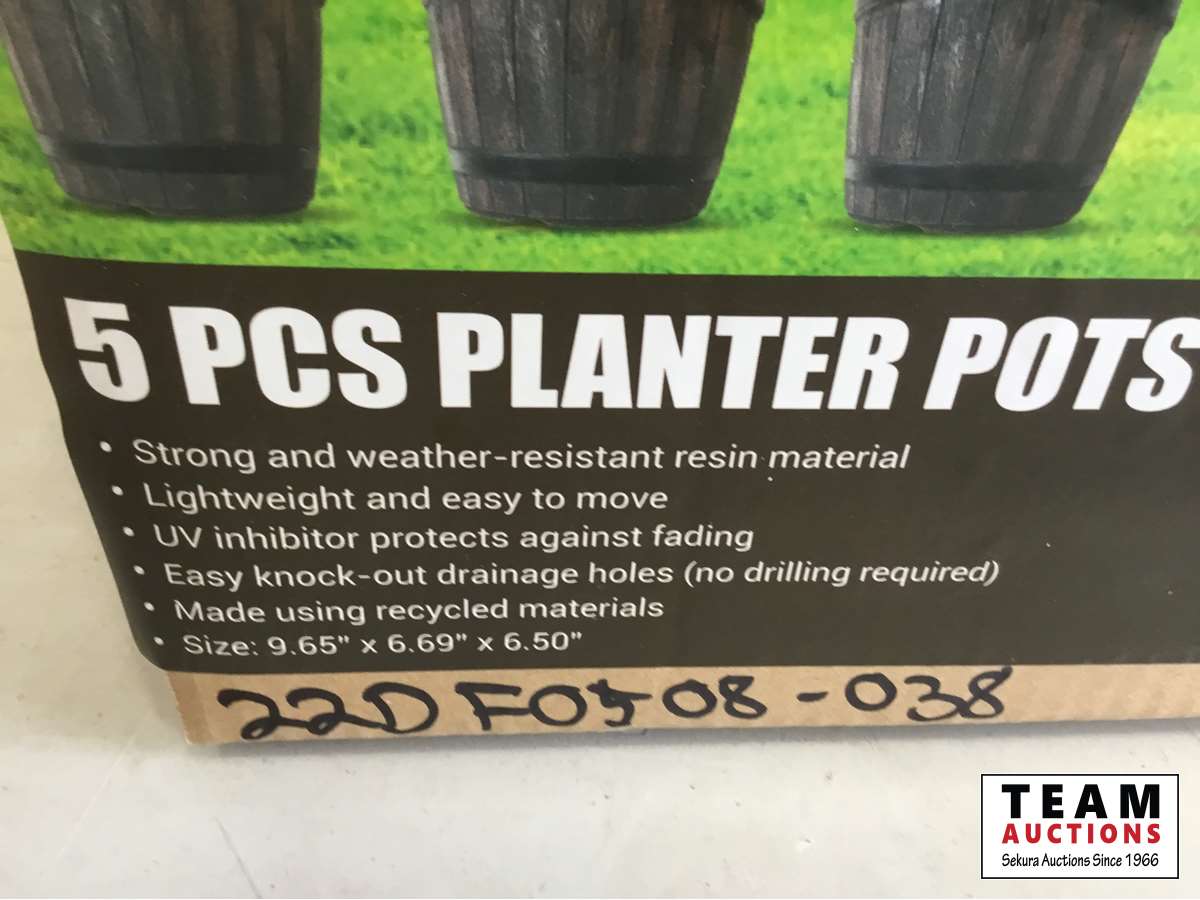 5 PCS PLANTER POTS
• Strong and weather-resistant resin material
• Lightweight and easy to move
• UV inhibitor protects against fading
• Easy knock-out drainage holes (no drilling required)
• Made using recycled materials
• Size: 9.65" x 6.69" x 6.50"
22DF0508-038
TEAM
AUCTIONS
Sekura Auctions Since 1966